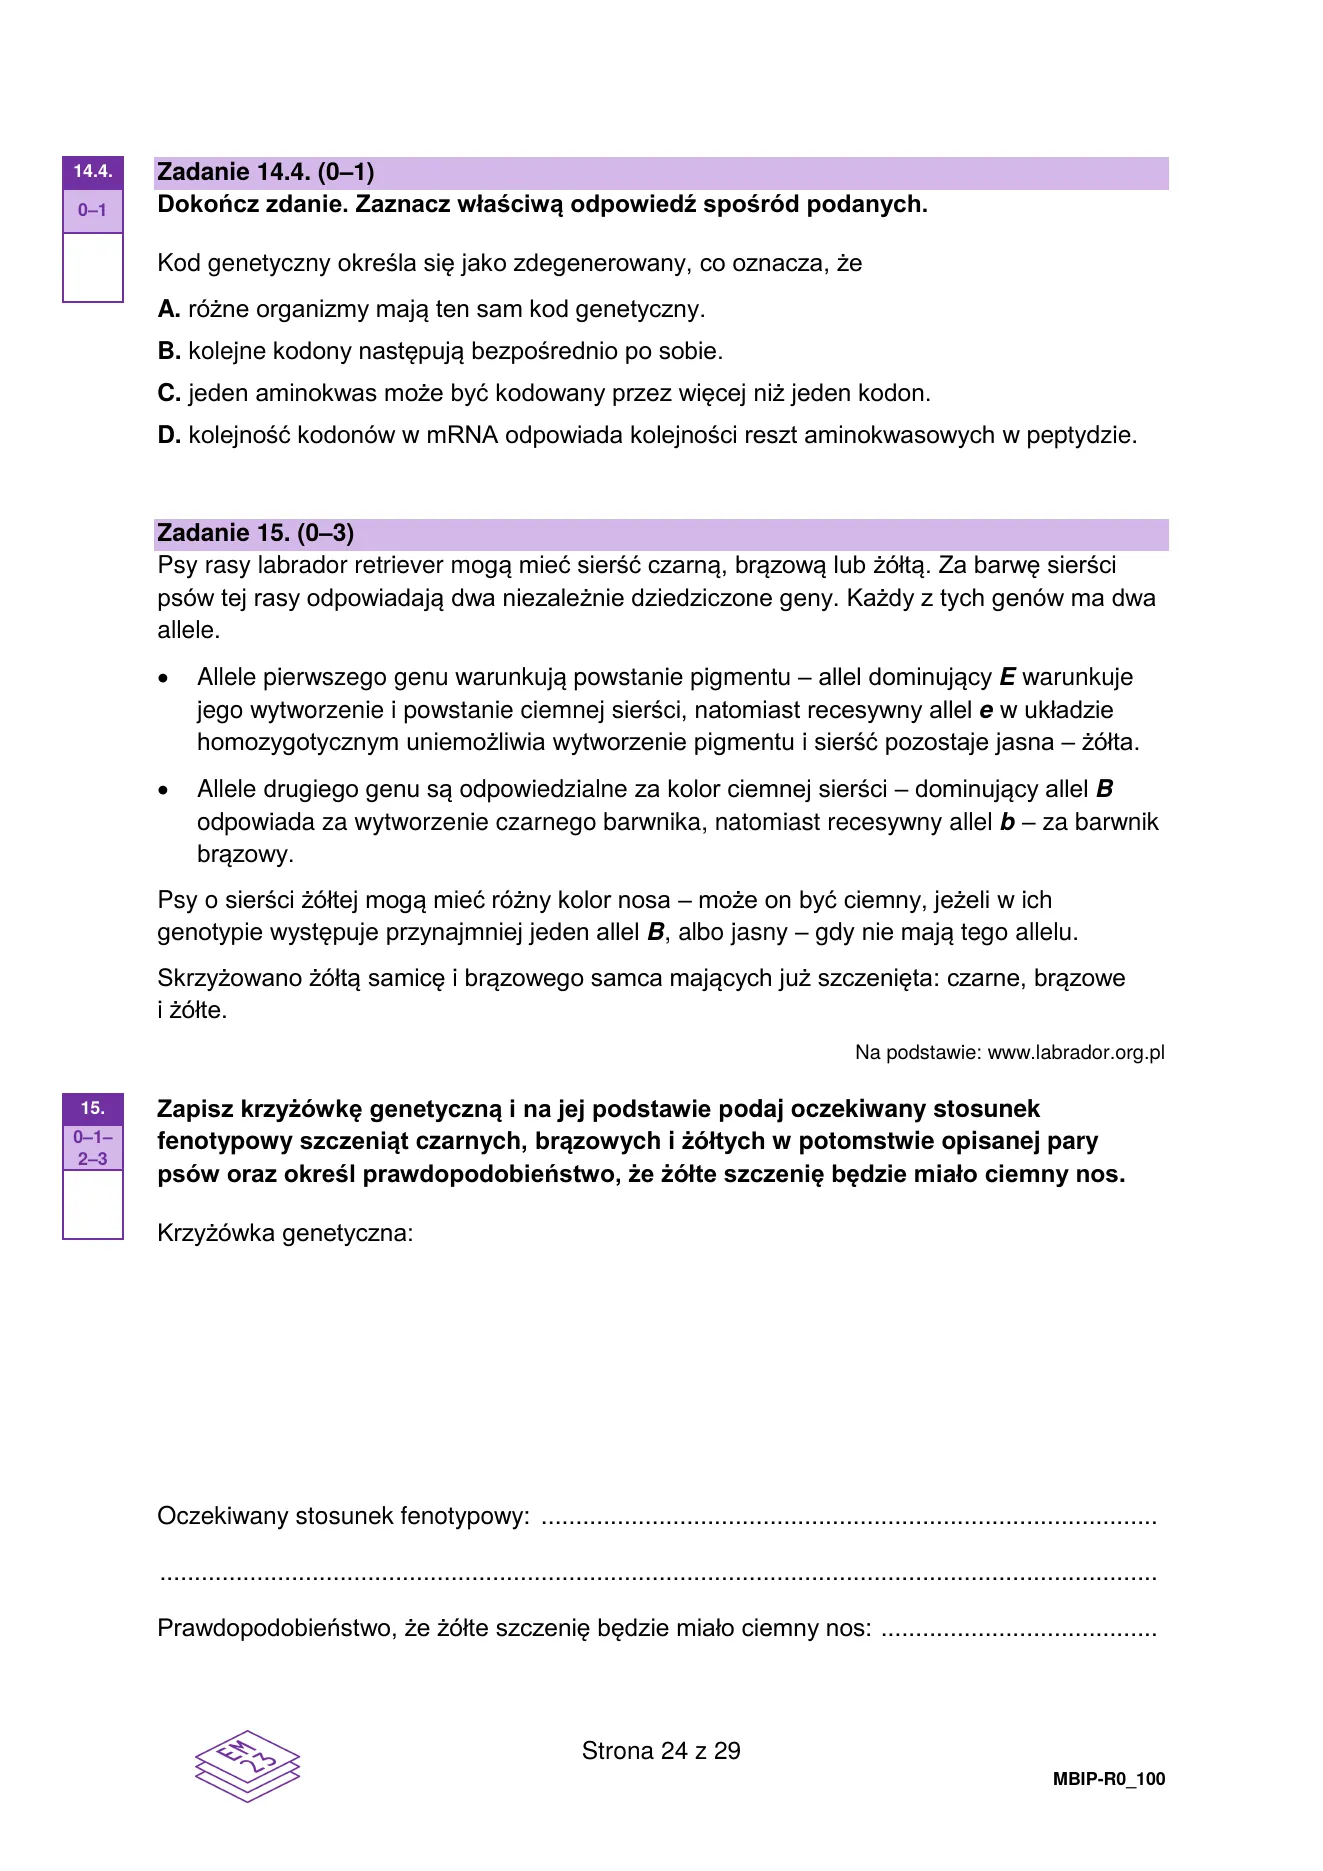 14.4.
0–1
Zadanie 14.4. (0–1)
Dokończ zdanie. Zaznacz właściwą odpowiedź spośród podanych.
Kod genetyczny określa się jako zdegenerowany, co oznacza, że
A. różne organizmy mają ten sam kod genetyczny.
B. kolejne kodony następują bezpośrednio po sobie.
C. jeden aminokwas może być kodowany przez więcej niż jeden kodon.
D. kolejność kodonów w mRNA odpowiada kolejności reszt aminokwasowych w peptydzie.
Zadanie 15. (0–3)
Psy rasy labrador retriever mogą mieć sierść czarną, brązową lub żółtą. Za barwę sierści
psów tej rasy odpowiadają dwa niezależnie dziedziczone geny. Każdy z tych genów ma dwa
allele.
• Allele pierwszego genu warunkują powstanie pigmentu – allel dominujący E warunkuje
jego wytworzenie i powstanie ciemnej sierści, natomiast recesywny allel e w układzie
homozygotycznym uniemożliwia wytworzenie pigmentu i sierść pozostaje jasna – żółta.
• Allele drugiego genu są odpowiedzialne za kolor ciemnej sierści – dominujący allel B
odpowiada za wytworzenie czarnego barwnika, natomiast recesywny allel b – za barwnik
brązowy.
Psy o sierści żółtej mogą mieć różny kolor nosa – może on być ciemny, jeżeli w ich
genotypie występuje przynajmniej jeden allel B, albo jasny – gdy nie mają tego allelu.
Skrzyżowano żółtą samicę i brązowego samca mających już szczenięta: czarne, brązowe
i żółte.
Na podstawie: www.labrador.org.pl
15.
0–1–
2–3
Zapisz krzyżówkę genetyczną i na jej podstawie podaj oczekiwany stosunek
fenotypowy szczeniąt czarnych, brązowych i żółtych w potomstwie opisanej pary
psów oraz określ prawdopodobieństwo, że żółte szczenię będzie miało ciemny nos.
Krzyżówka genetyczna:
Oczekiwany stosunek fenotypowy: ........................................................................................
................................................................................................................................................
Prawdopodobieństwo, że żółte szczenię będzie miało ciemny nos: ........................................
EM
23
Strona 24 z 29
MBIP-R0_100